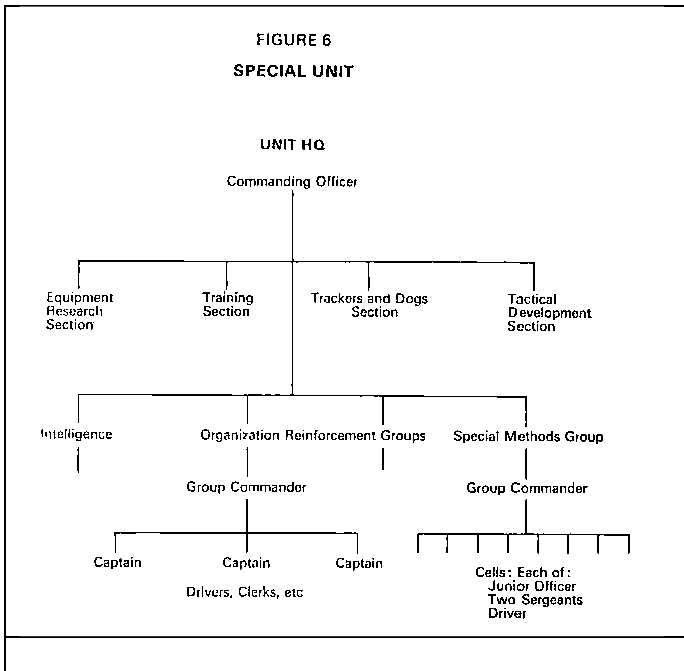 FIGURE 6
SPECIAL UNIT
UNIT HQ
Commanding Officer
Equipment
Research
Section
Training
Section
Trackers and Dogs
Section
Tactical
Development
Section
Intelligence
Organization Reinforcement Groups
Special Methods Group
Group Commander
Group Commander
Captain
Captain
Captain
Drivers, Clerks, etc
Cells: Each of:
Junior Officer
Two Sergeants
Driver